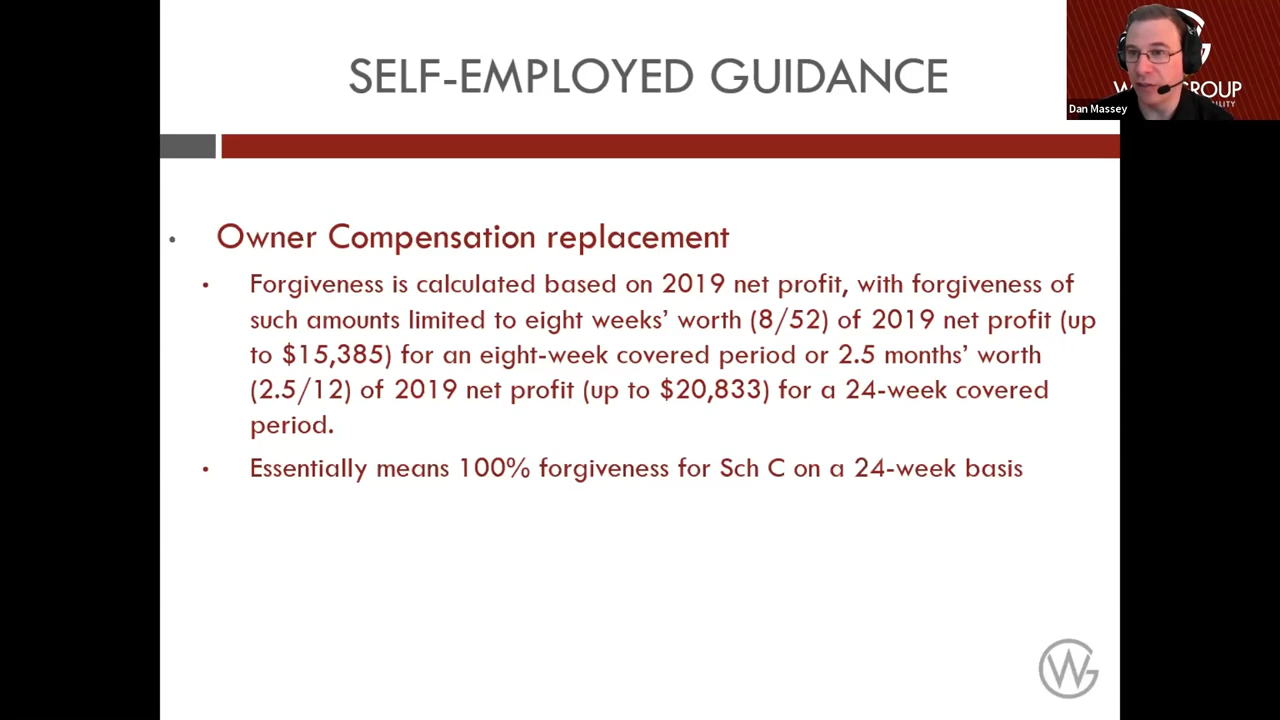 SELF-EMPLOYED GUIDANCE
Dan Massey
• Owner Compensation replacement
• Forgiveness is calculated based on 2019 net profit, with forgiveness of
such amounts limited to eight weeks’ worth (8/52) of 2019 net profit (up
to $15,385) for an eight-week covered period or 2.5 months’ worth
(2.5/12) of 2019 net profit (up to $20,833) for a 24-week covered
period.
• Essentially means 100% forgiveness for Sch C on a 24-week basis
WG